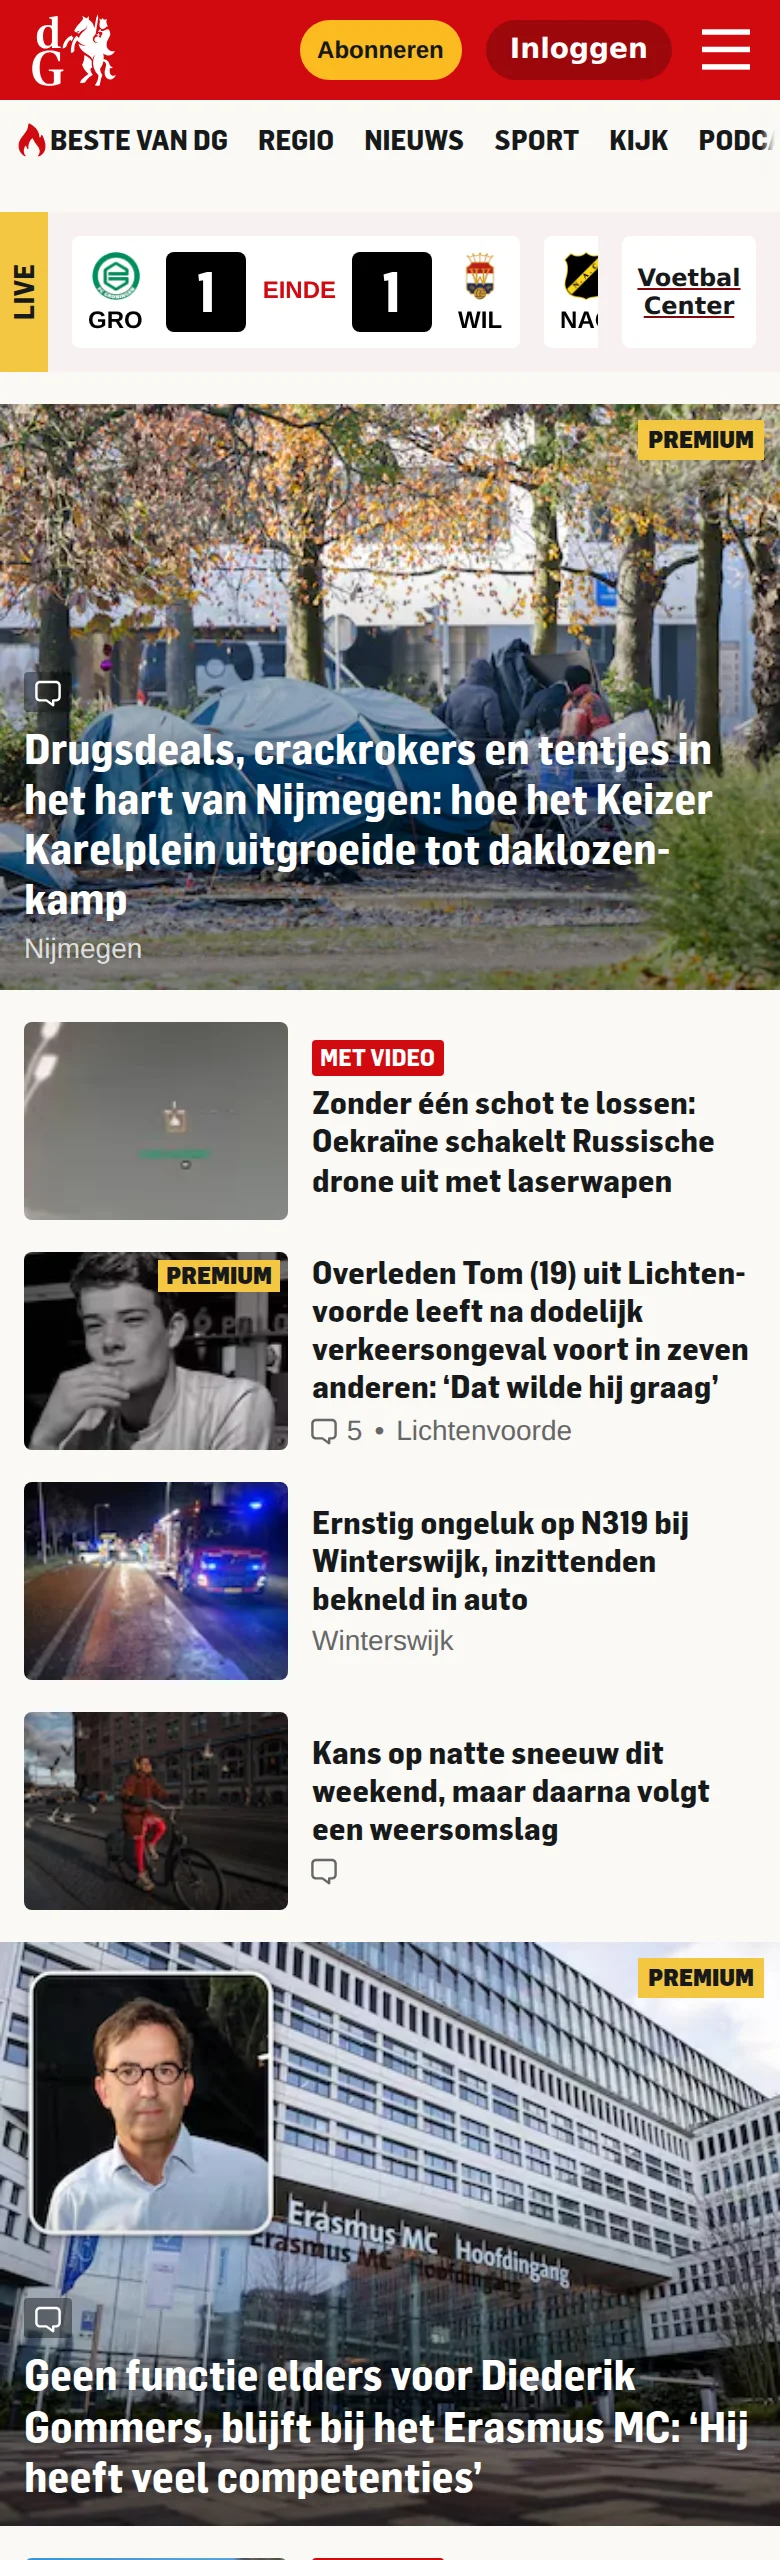 dG
Abonneren
Inloggen
BESTE VAN DG REGIO NIEUWS SPORT KIJK
LIVE
GRO 1 EINDE 1 WIL
Voetbal
Center
PREMIUM
Drugsdeals, crackrokers en tentjes in
het hart van Nijmegen: hoe het Keizer
Karelplein uitgroeide tot daklozen-
kamp
Nijmegen
MET VIDEO
Zonder één schot te lossen:
Oekraïne schakelt Russische
drone uit met laserwapen
PREMIUM
Overleden Tom (19) uit Lichten-
voorde leeft na dodelijk
verkeersongeval voort in zeven
anderen: ‘Dat wilde hij graag’
5 • Lichtenvoorde
Ernstig ongeluk op N319 bij
Winterswijk, inzittenden
bekneld in auto
Winterswijk
Kans op natte sneeuw dit
weekend, maar daarna volgt
een weersomslag
PREMIUM
Erasmus MC Hoofdingang
Geen functie elders voor Diederik
Gommers, blijft bij het Erasmus MC: ‘Hij
heeft veel competenties’